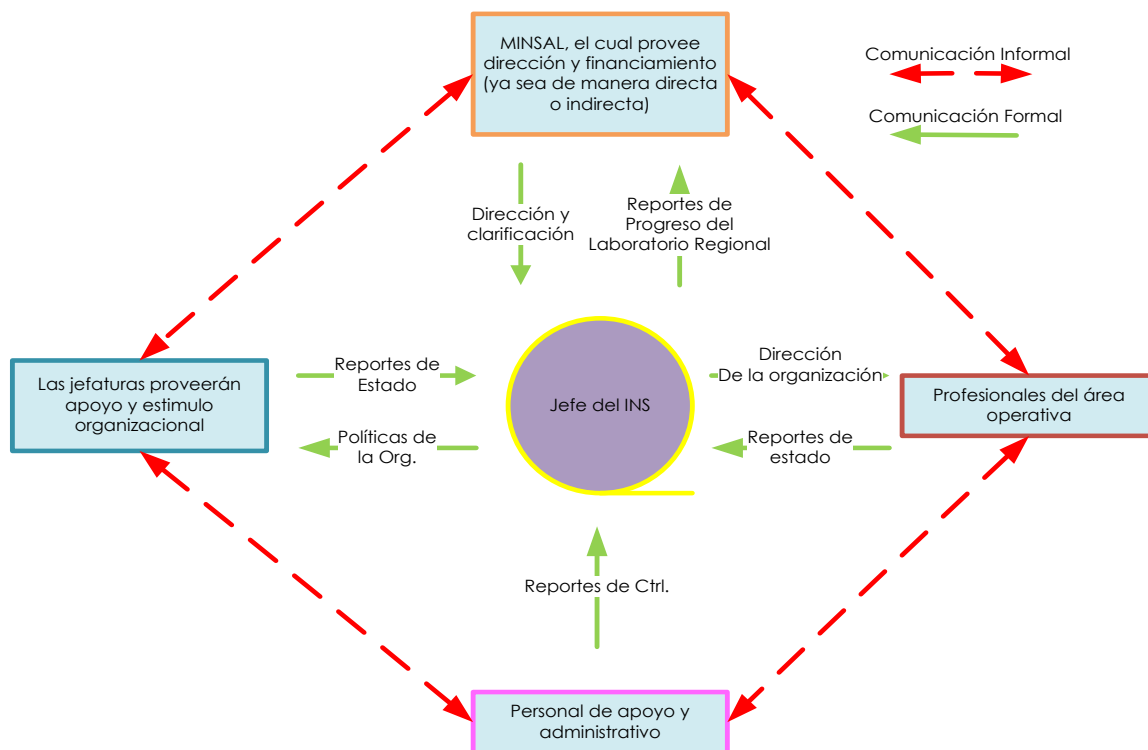 MINSAL, el cual provee
dirección y financiamiento
(ya sea de manera directa
o indirecta)
Comunicación Informal
Comunicación Formal
Dirección y
clarificación
Reportes de
Progreso del
Laboratorio Regional
Las jefaturas proveerán
apoyo y estimulo
organizacional
Reportes de
Estado
Políticas de
la Org.
Jefe del INS
Dirección
De la organización
Reportes de
estado
Profesionales del área
operativa
Reportes de Ctrl.
Personal de apoyo y
administrativo